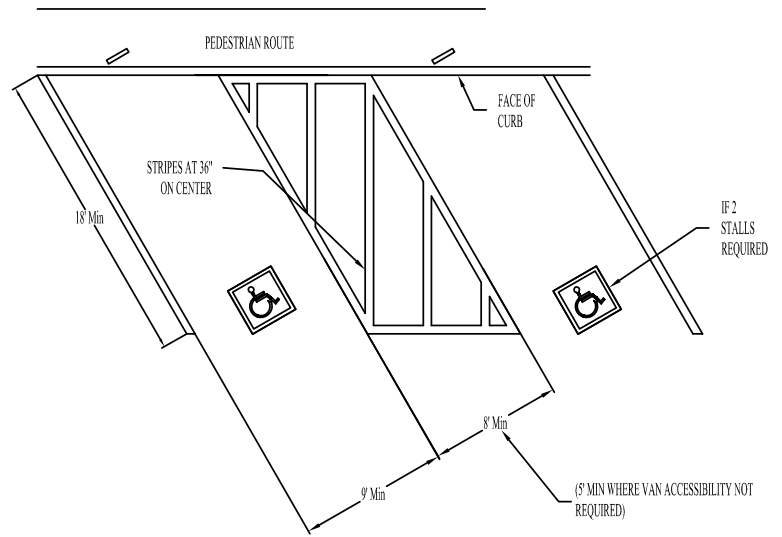 PEDESTRIAN ROUTE
FACE OF
CURB
STRIPES AT 36"
ON CENTER
18' Min
IF 2
STALLS
REQUIRED
8' Min
9' Min
(5' MIN WHERE VAN ACCESSIBILITY NOT
REQUIRED)